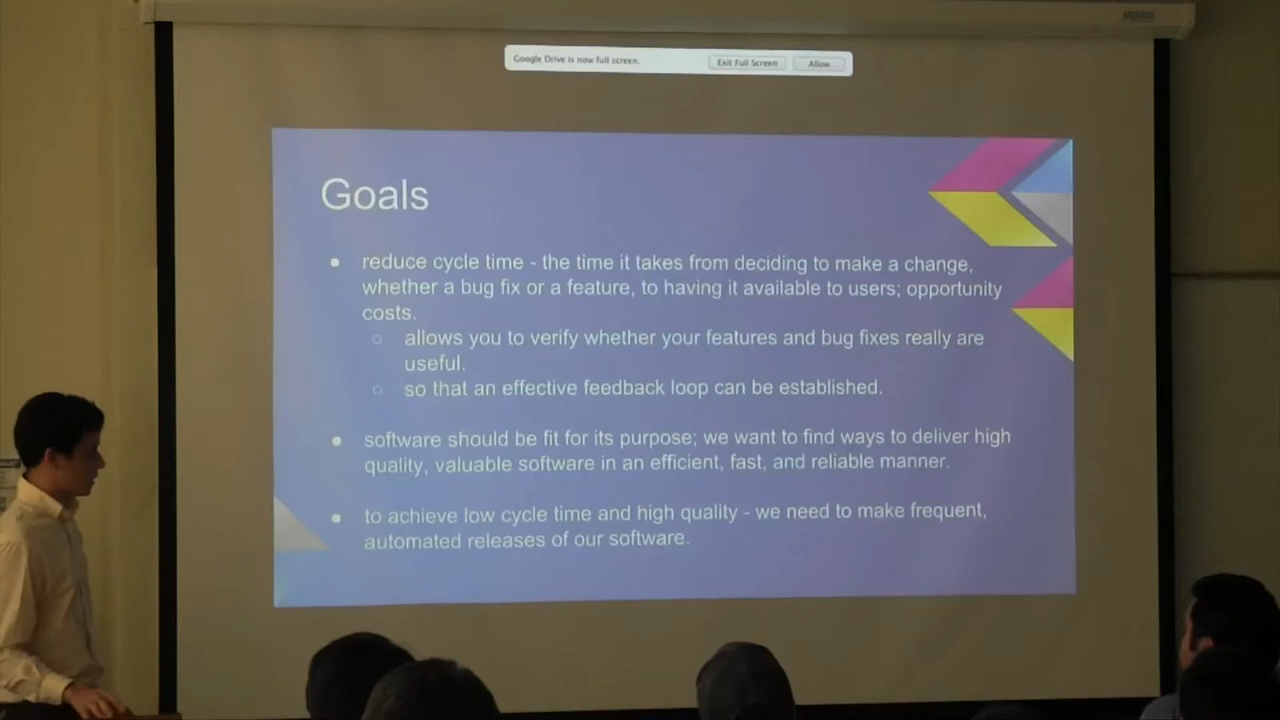 Google Drive is now full screen.
Exit Full Screen
Allow
Goals
reduce cycle time - the time it takes from deciding to make a change,
whether a bug fix or a feature, to having it available to users; opportunity
costs.
allows you to verify whether your features and bug fixes really are
useful.
so that an effective feedback loop can be established.
software should be fit for its purpose; we want to find ways to deliver high
quality, valuable software in an efficient, fast, and reliable manner.
to achieve low cycle time and high quality - we need to make frequent,
automated releases of our software.